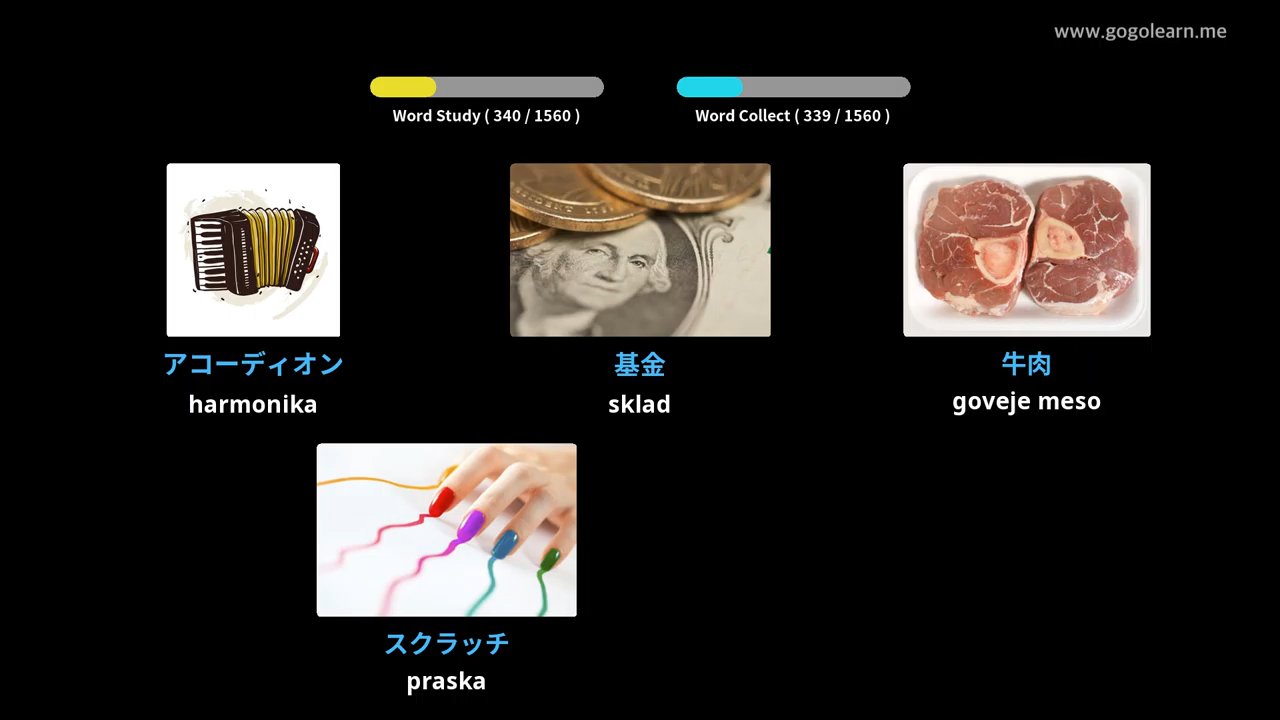 www.gogolearn.me
Word Study ( 340 / 1560 )
Word Collect ( 339 / 1560 )
アコーディオン
harmonika
基金
sklad
牛肉
goveje meso
スクラッチ
praska